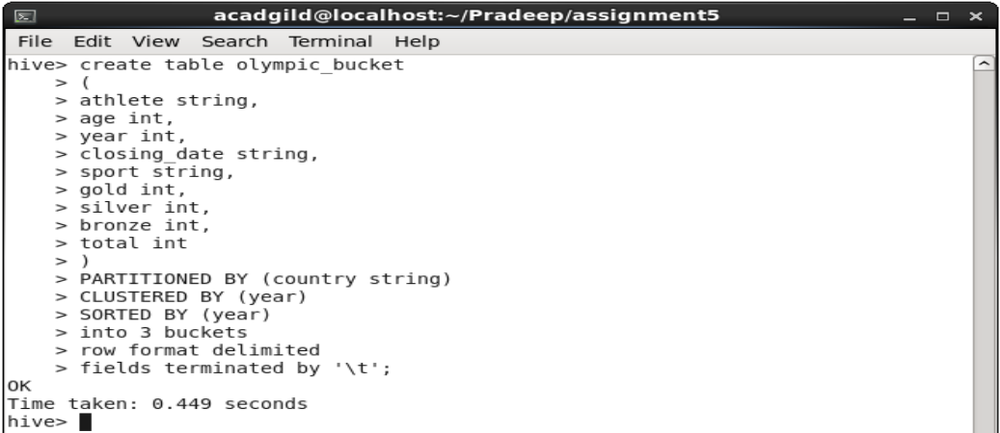 acadgild@localhost:~/Pradeep/assignment5
File Edit View Search Terminal Help
hive> create table olympic_bucket
    > (
    > athlete string,
    > age int,
    > year int,
    > closing_date string,
    > sport string,
    > gold int,
    > silver int,
    > bronze int,
    > total int
    > )
    > PARTITIONED BY (country string)
    > CLUSTERED BY (year)
    > SORTED BY (year)
    > into 3 buckets
    > row format delimited
    > fields terminated by '\t';
OK
Time taken: 0.449 seconds
hive>